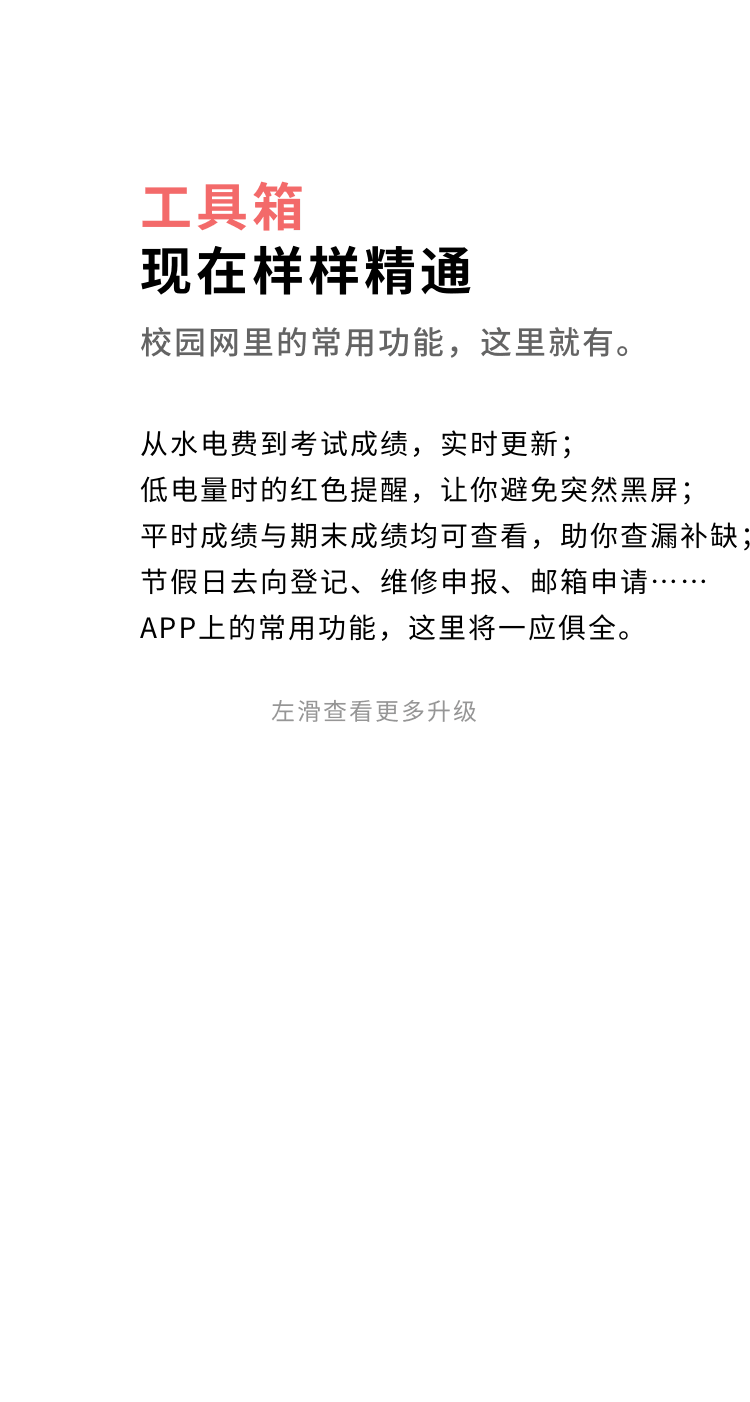 工具箱
现在样样精通
校园网里的常用功能，这里就有。
从水电费到考试成绩，实时更新；
低电量时的红色提醒，让你避免突然黑屏；
平时成绩与期末成绩均可查看，助你查漏补缺；
节假日去向登记、维修申报、邮箱申请……
APP上的常用功能，这里将一应俱全。
左滑查看更多升级